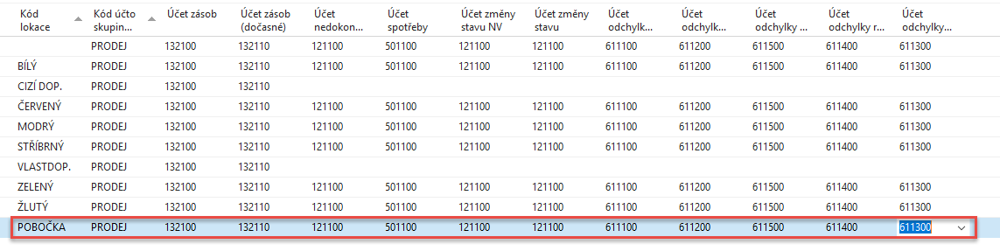 Kód lokace Kód účto skupin... Účet zásob Účet zásob (dočasné) Účet nedokon... Účet spotřeby Účet změny stavu NV Účet změny stavu Účet odchylk... Účet odchylk... Účet odchylky ... Účet odchylky r... Účet odchylky...
PRODEJ 132100 132110 121100 501100 121100 121100 611100 611200 611500 611400 611300
BÍLÝ PRODEJ 132100 132110 121100 501100 121100 121100 611100 611200 611500 611400 611300
CIZÍ DOP. PRODEJ 132100 132110
ČERVENÝ PRODEJ 132100 132110 121100 501100 121100 121100 611100 611200 611500 611400 611300
MODRÝ PRODEJ 132100 132110 121100 501100 121100 121100 611100 611200 611500 611400 611300
STŘÍBRNÝ PRODEJ 132100 132110 121100 501100 121100 121100 611100 611200 611500 611400 611300
VLASTDOP. PRODEJ 132100 132110
ZELENÝ PRODEJ 132100 132110 121100 501100 121100 121100 611100 611200 611500 611400 611300
ŽLUTÝ PRODEJ 132100 132110 121100 501100 121100 121100 611100 611200 611500 611400 611300
POBOČKA PRODEJ 132100 132110 121100 501100 121100 121100 611100 611200 611500 611400 611300